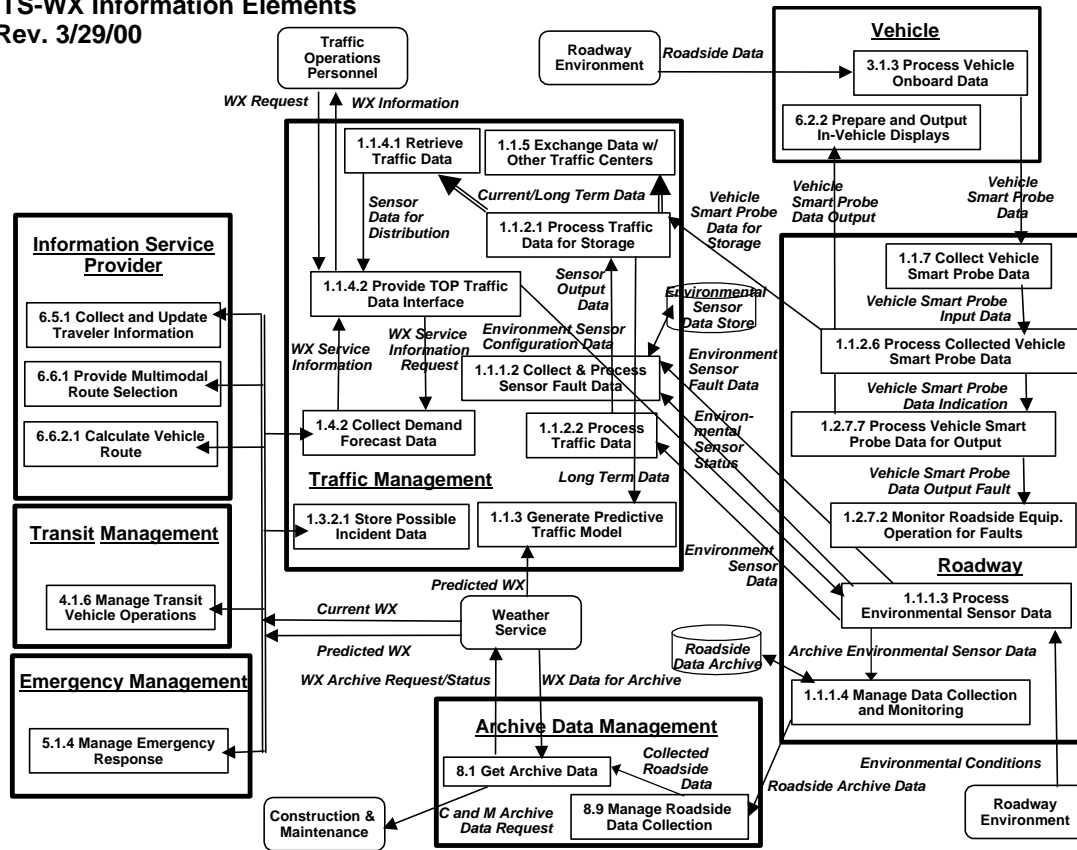 TS-WX Information Elements
Rev. 3/29/00
Traffic
Operations
Personnel
WX Request
WX Information
Roadway
Environment
Roadside Data
Vehicle
3.1.3 Process Vehicle
Onboard Data
6.2.2 Prepare and Output
In-Vehicle Displays
1.1.4.1 Retrieve
Traffic Data
1.1.5 Exchange Data w/
Other Traffic Centers
Current/Long Term Data
Sensor
Data for
Distribution
1.1.2.1 Process Traffic
Data for Storage
Vehicle
Smart Probe
Data for
Storage
Vehicle
Smart Probe
Data Output
Vehicle
Smart Probe
Data
Information Service
Provider
6.5.1 Collect and Update
Traveler Information
6.6.1 Provide Multimodal
Route Selection
6.6.2.1 Calculate Vehicle
Route
1.1.4.2 Provide TOP Traffic
Data Interface
Sensor
Output
Data
Environmental
Sensor
Data Store
WX Service
Information
WX Service
Information
Request
Environment Sensor
Configuration Data
1.1.1.2 Collect & Process
Sensor Fault Data
Environment
Sensor
Fault Data
1.4.2 Collect Demand
Forecast Data
1.1.2.2 Process
Traffic Data
Environ-
mental
Sensor
Status
Traffic Management
Long Term Data
1.3.2.1 Store Possible
Incident Data
1.1.3 Generate Predictive
Traffic Model
Environment
Sensor
Data
1.1.7 Collect Vehicle
Smart Probe Data
Vehicle Smart Probe
Input Data
1.1.2.6 Process Collected Vehicle
Smart Probe Data
Vehicle Smart Probe
Data Indication
1.2.7.7 Process Vehicle Smart
Probe Data for Output
Vehicle Smart Probe
Data Output Fault
1.2.7.2 Monitor Roadside Equip.
Operation for Faults
Roadway
1.1.1.3 Process
Environmental Sensor Data
Archive Environmental Sensor Data
1.1.1.4 Manage Data Collection
and Monitoring
Transit Management
4.1.6 Manage Transit
Vehicle Operations
Predicted WX
Current WX
Predicted WX
Weather
Service
Roadside
Data Archive
Emergency Management
5.1.4 Manage Emergency
Response
WX Archive Request/Status
WX Data for Archive
Archive Data Management
8.1 Get Archive Data
Collected
Roadside
Data
8.9 Manage Roadside
Data Collection
C and M Archive
Data Request
Construction &
Maintenance
Environmental Conditions
Roadside Archive Data
Roadway
Environment